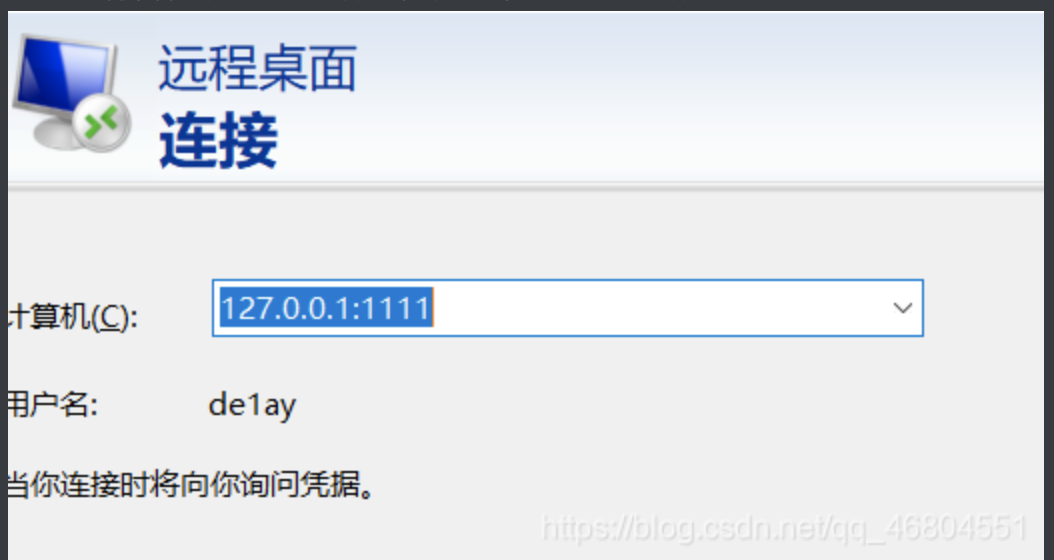 远程桌面
连接
计算机(C):
127.0.0.1:1111
用户名:
de1ay
当你连接时将向你询问凭据。
https://blog.csdn.net/qq_46804551